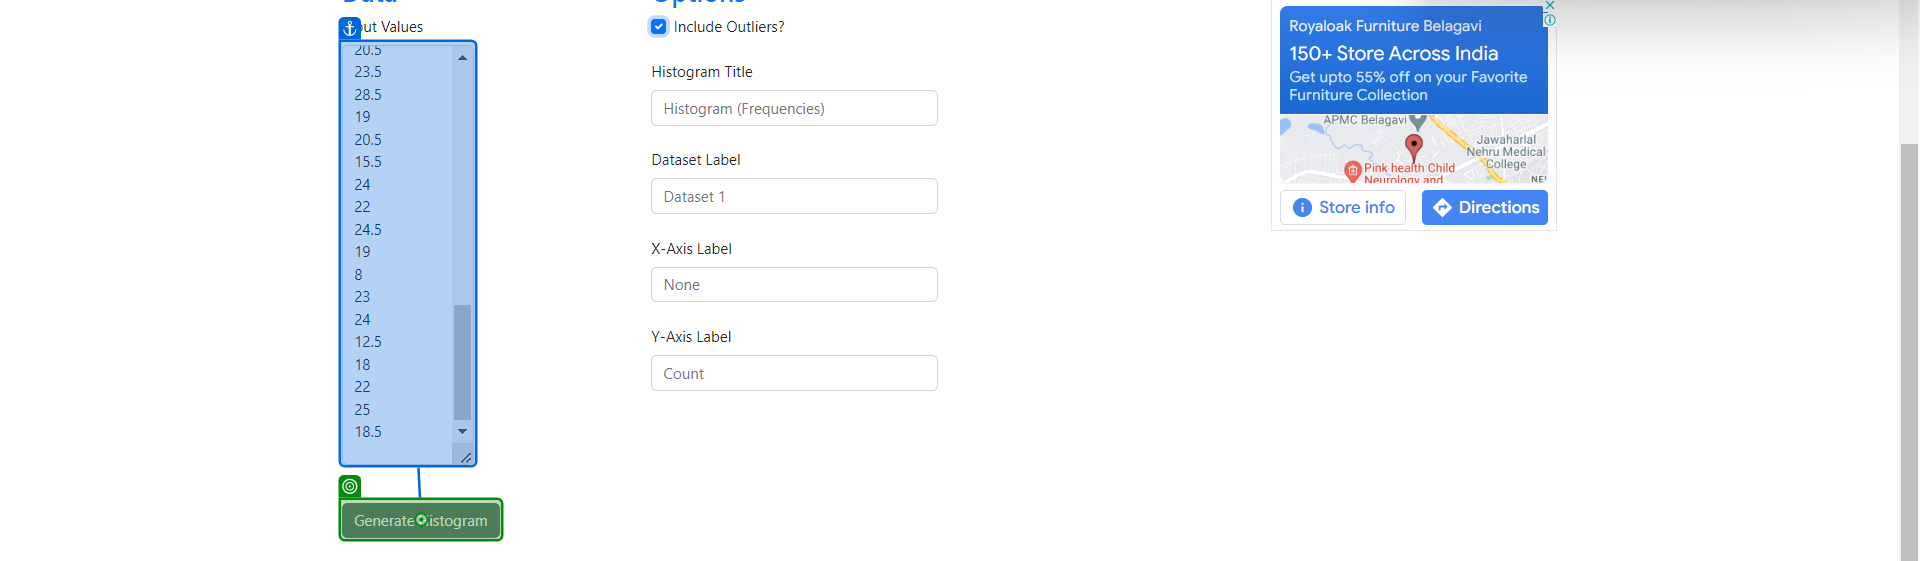 Data
ut Values
20.5
23.5
28.5
19
20.5
15.5
24
22
24.5
19
8
23
24
12.5
18
22
25
18.5
Generate istogram
Options
Include Outliers?
Histogram Title
Histogram (Frequencies)
Dataset Label
Dataset 1
X-Axis Label
None
Y-Axis Label
Count
Royaloak Furniture Belagavi
150+ Store Across India
Get upto 55% off on your Favorite
Furniture Collection
APMC Belagavi
Jawaharlal
Nehru Medical
College
Pink health Child
Neurology and
NE
Store info
Directions